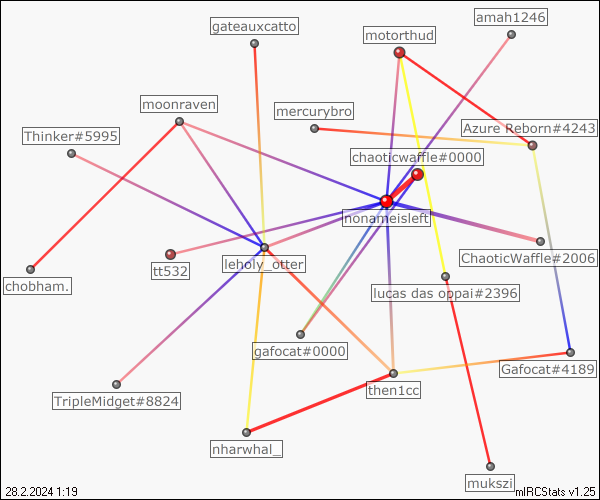 gateauxcatto
amah1246
motorthud
moonraven
mercurybro
Thinker#5995
Azure Reborn#4243
chaoticwaffle#0000
nonameisleft
tt532
leholy_otter
ChaoticWaffle#2006
chobham.
lucas das oppai#2396
gafocat#0000
Gafocat#4189
then1cc
TripleMidget#8824
nharwhal_
mukszi
28.2.2024 1:19
mIRCStats v1.25